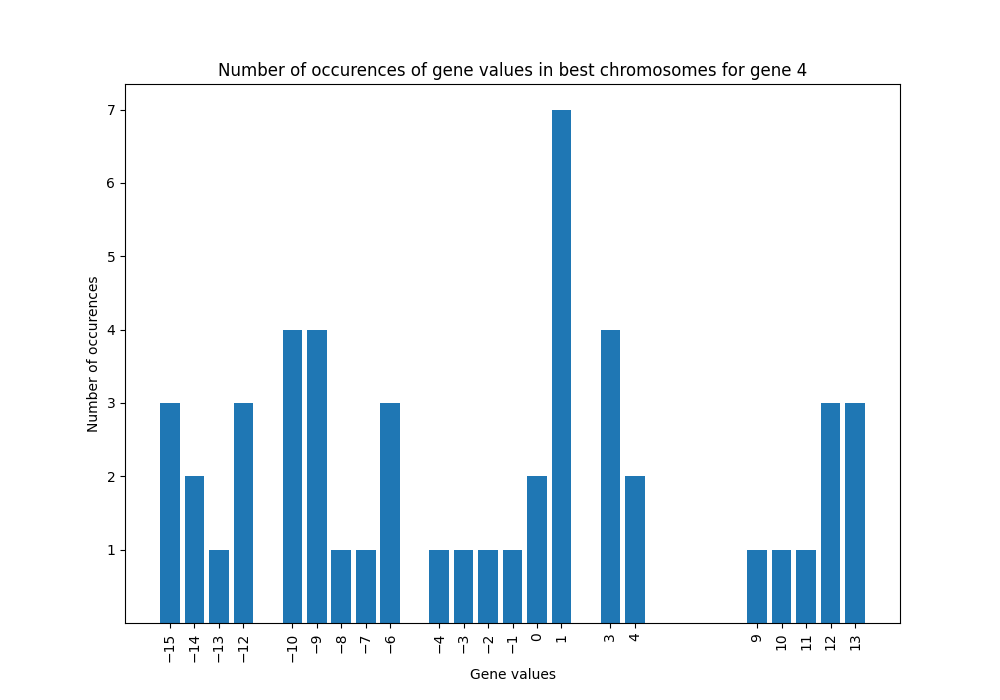 Number of occurences of gene values in best chromosomes for gene 4
Number of occurences
7
6
5
4
3
2
1
−15 −14 −13 −12 −10 −9 −8 −7 −6 −4 −3 −2 −1 0 1 3 4 9 10 11 12 13
Gene values